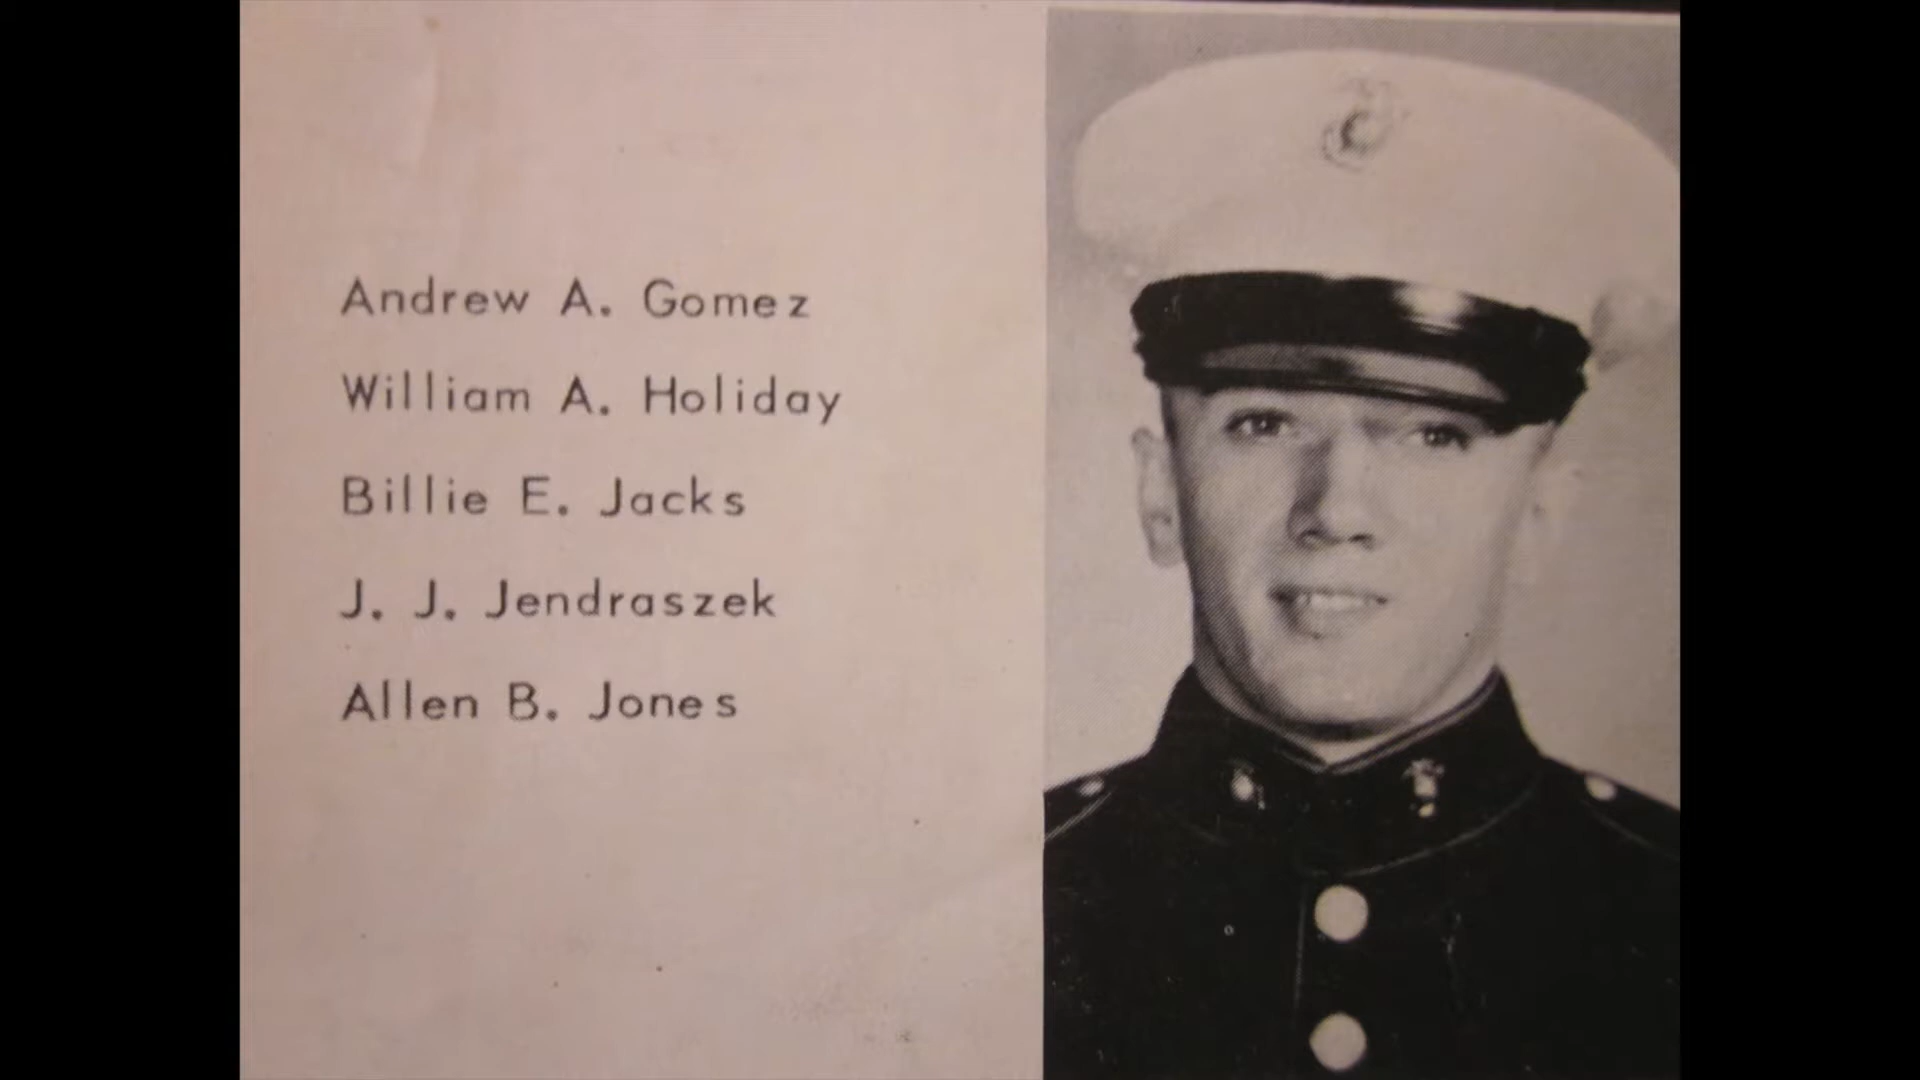 Andrew A. Gomez
William A. Holiday
Billie E. Jacks
J. J. Jendraszek
Allen B. Jones